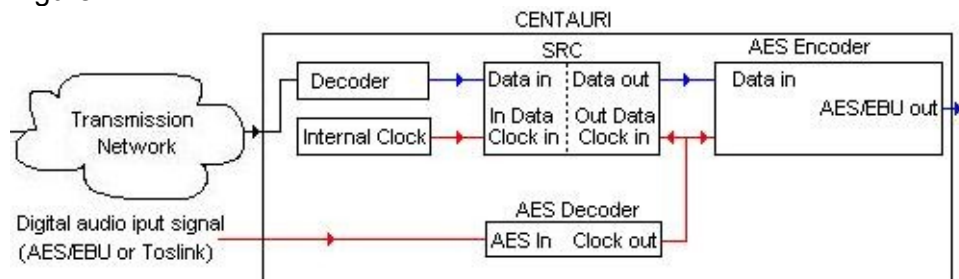 CENTAURI
SRC
AES Encoder
Decoder
Data in
Data out
Data in
AES/EBU out
Internal Clock
In Data
Clock in
Out Data
Clock in
Transmission
Network
Digital audio iput signal
(AES/EBU or Toslink)
AES Decoder
AES In
Clock out